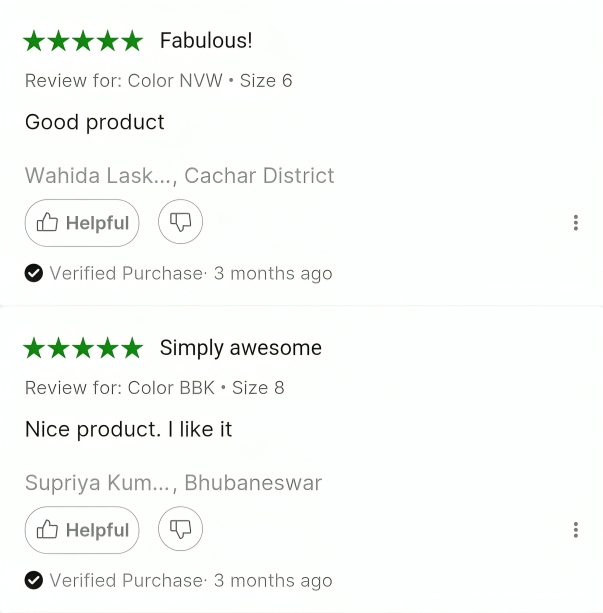 Fabulous!
Review for: Color NVW • Size 6
Good product
Wahida Lask..., Cachar District
Helpful
Verified Purchase· 3 months ago
Simply awesome
Review for: Color BBK • Size 8
Nice product. I like it
Supriya Kum..., Bhubaneswar
Helpful
Verified Purchase· 3 months ago